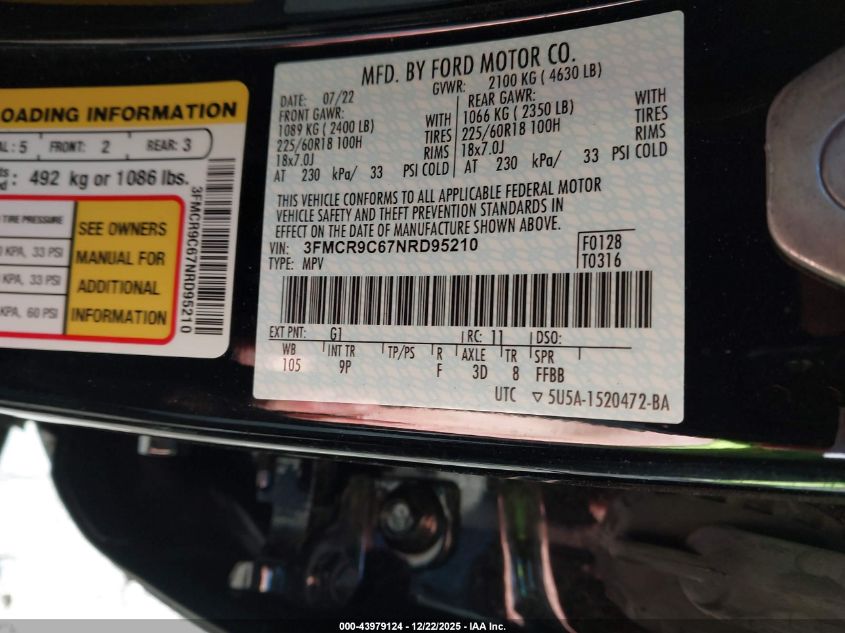 OADING INFORMATION
AL: 5 FRONT: 2 REAR: 3
492 kg or 1086 lbs.
TIRE PRESSURE
KPA, 33 PSI
KPA, 33 PSI
KPA, 60 PSI
SEE OWNERS
MANUAL FOR
ADDITIONAL
INFORMATION
3FMCR9C67NRD95210
MFD. BY FORD MOTOR CO.
DATE: 07/22 GVWR: 2100 KG ( 4630 LB)
FRONT GAWR: WITH REAR GAWR: WITH
1089 KG ( 2400 LB) TIRES 1066 KG ( 2350 LB) TIRES
225/60R18 100H RIMS 225/60R18 100H RIMS
18x7.0J 18x7.0J
AT 230 kPa/ 33 PSI COLD AT 230 kPa/ 33 PSI COLD
THIS VEHICLE CONFORMS TO ALL APPLICABLE FEDERAL MOTOR
VEHICLE SAFETY AND THEFT PREVENTION STANDARDS IN
EFFECT ON THE DATE OF MANUFACTURE SHOWN ABOVE.
VIN: 3FMCR9C67NRD95210 F0128
TYPE: MPV T0316
EXT PNT: G1 RC: 11 DSO:
WB INT TR TP/PS R AXLE TR SPR
105 9P F 3D 8 FFBB
UTC ▽ 5U5A-1520472-BA
000-43979124 - 12/22/2025 - IAA Inc.